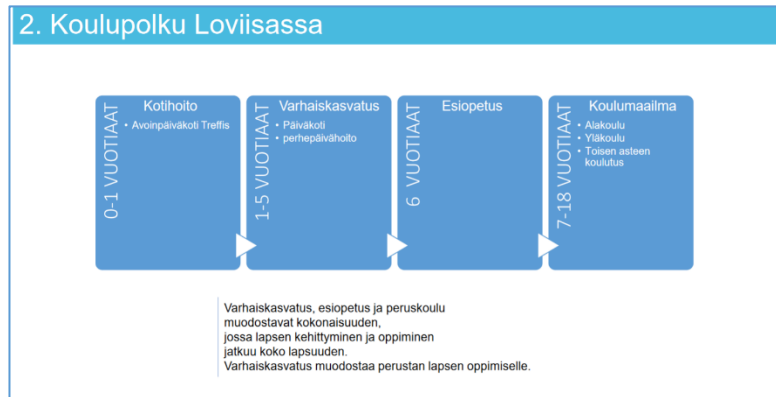 2. Koulupolku Loviisassa
0-1 VUOTIAAT
Kotihoito
• Avoinpäiväkoti Treffis
1-5 VUOTIAAT
Varhaiskasvatus
• Päiväkoti
• perhepäivähoito
6 VUOTIAAT
Esiopetus
7-18 VUOTIAAT
Koulumaailma
• Alakoulu
• Yläkoulu
• Toisen asteen
koulutus
Varhaiskasvatus, esiopetus ja peruskoulu
muodostavat kokonaisuuden,
jossa lapsen kehittyminen ja oppiminen
jatkuu koko lapsuuden.
Varhaiskasvatus muodostaa perustan lapsen oppimiselle.